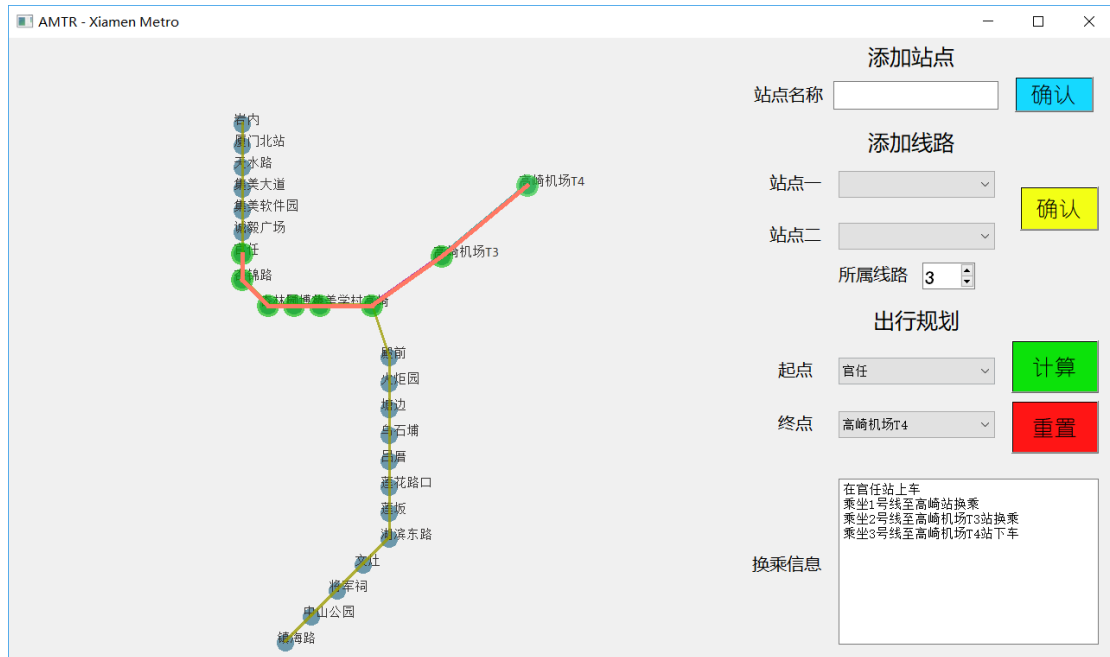 AMTR - Xiamen Metro
添加站点
站点名称
确认
添加线路
站点一
站点二
确认
所属线路 3
出行规划
起点 官任
计算
终点 高崎机场T4
重置
换乘信息
在官任站上车
乘坐1号线至高崎站换乘
乘坐2号线至高崎机场T3站换乘
乘坐3号线至高崎机场T4站下车
岩内
厦门北站
天水路
集美大道
集美软件园
诚毅广场
官任
高崎机场T4
高崎机场T3
集美学村
高崎
殿前
火炬园
塘边
乌石埔
吕厝
莲花路口
莲坂
湖滨东路
文灶
将军祠
中山公园
镇海路